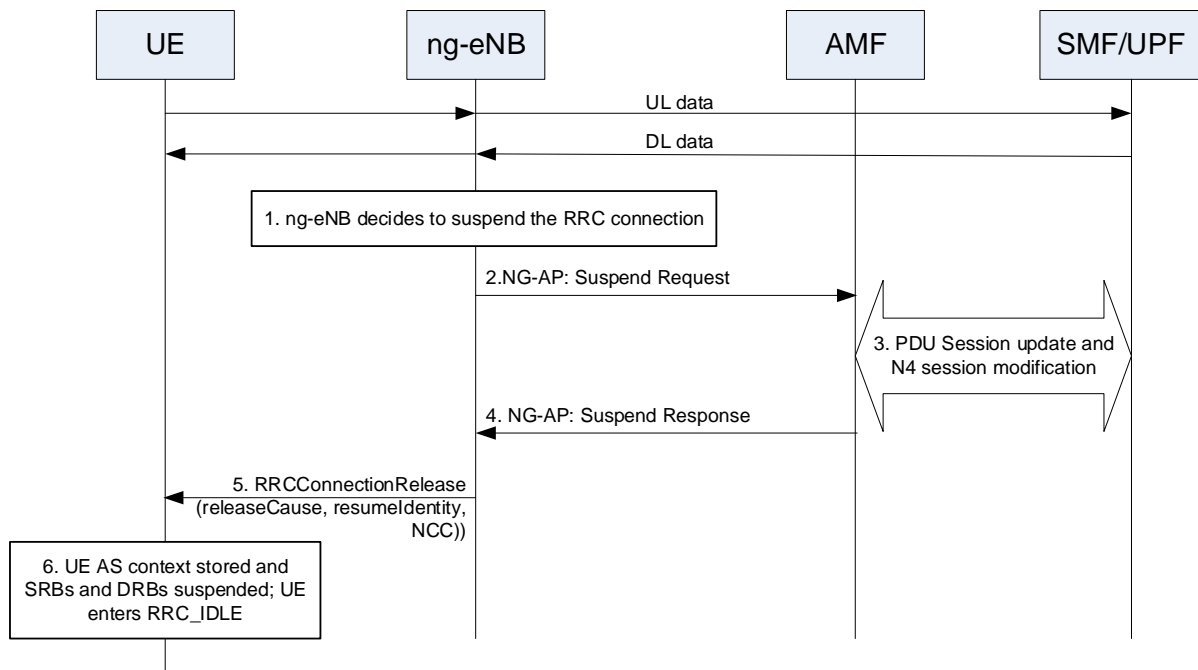 UE
ng-eNB
AMF
SMF/UPF
UL data
DL data
1. ng-eNB decides to suspend the RRC connection
2.NG-AP: Suspend Request
3. PDU Session update and
N4 session modification
4. NG-AP: Suspend Response
5. RRCConnectionRelease
(releaseCause, resumeIdentity,
NCC))
6. UE AS context stored and
SRBs and DRBs suspended; UE
enters RRC_IDLE